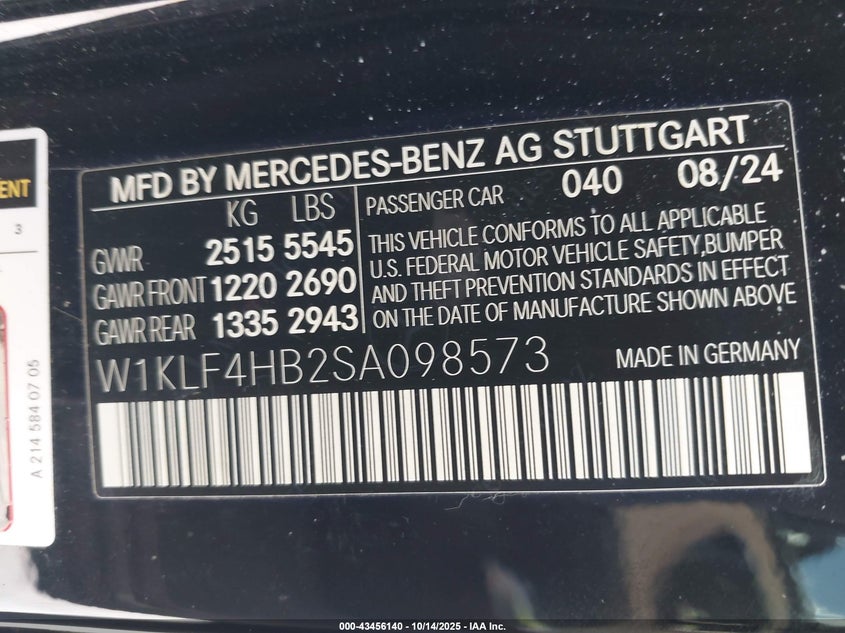 MFD BY MERCEDES-BENZ AG STUTTGART
KG LBS
GVWR 2515 5545
GAWR FRONT 1220 2690
GAWR REAR 1335 2943
PASSENGER CAR 040 08/24
THIS VEHICLE CONFORMS TO ALL APPLICABLE
U.S. FEDERAL MOTOR VEHICLE SAFETY,BUMPER
AND THEFT PREVENTION STANDARDS IN EFFECT
ON THE DATE OF MANUFACTURE SHOWN ABOVE
W1KLF4HB2SA098573 MADE IN GERMANY
3
A 214 584 07 05
000-43456140 - 10/14/2025 - IAA Inc.